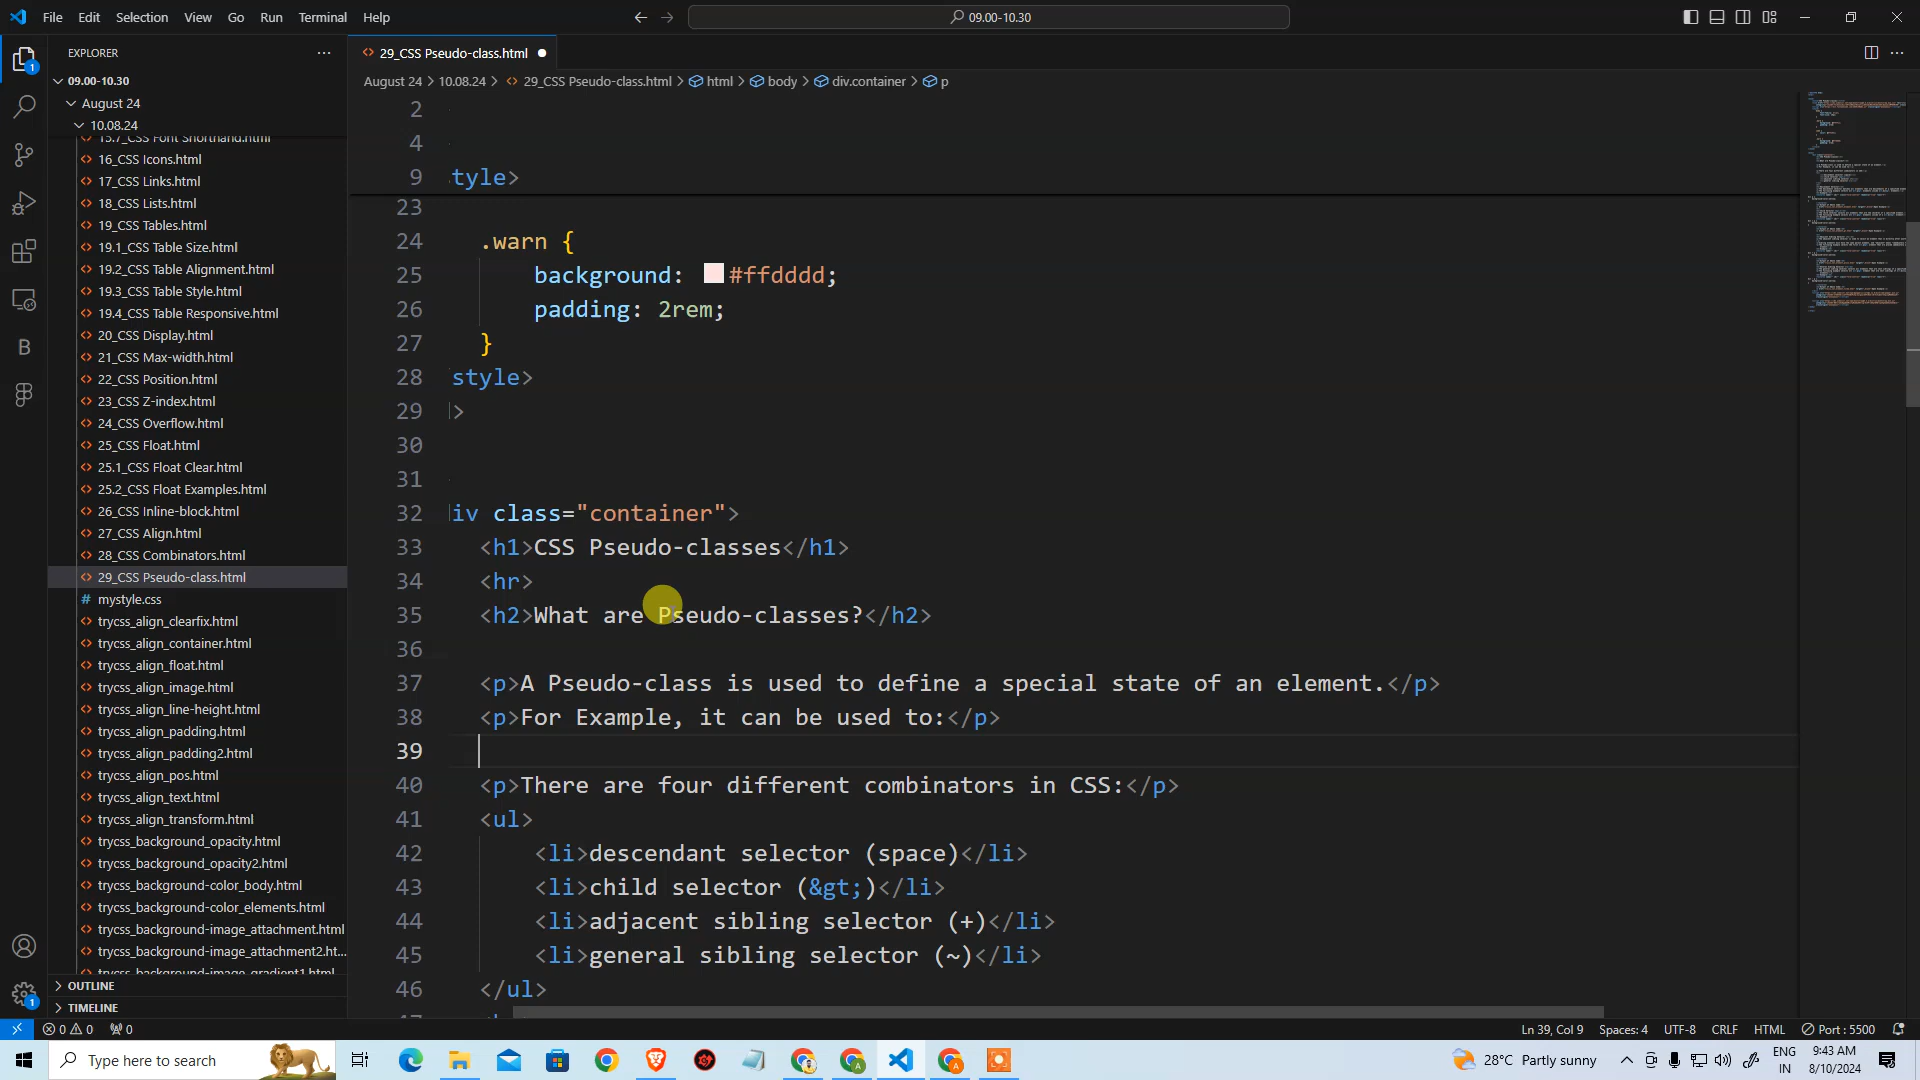 File Edit Selection View Go Run Terminal Help
09.00-10.30
EXPLORER
09.00-10.30
August 24
10.08.24
13.7_CSS Font Shorthand.html
16_CSS Icons.html
17_CSS Links.html
18_CSS Lists.html
19_CSS Tables.html
19.1_CSS Table Size.html
19.2_CSS Table Alignment.html
19.3_CSS Table Style.html
19.4_CSS Table Responsive.html
20_CSS Display.html
21_CSS Max-width.html
22_CSS Position.html
23_CSS Z-index.html
24_CSS Overflow.html
25_CSS Float.html
25.1_CSS Float Clear.html
25.2_CSS Float Examples.html
26_CSS Inline-block.html
27_CSS Align.html
28_CSS Combinators.html
29_CSS Pseudo-class.html
# mystyle.css
trycss_align_clearfix.html
trycss_align_container.html
trycss_align_float.html
trycss_align_image.html
trycss_align_line-height.html
trycss_align_padding.html
trycss_align_padding2.html
trycss_align_pos.html
trycss_align_text.html
trycss_align_transform.html
trycss_background_opacity.html
trycss_background_opacity2.html
trycss_background-color_body.html
trycss_background-color_elements.html
trycss_background-image_attachment.html
trycss_background-image_attachment2.ht...
trycss_background-image_gradient1.html
OUTLINE
TIMELINE
29_CSS Pseudo-class.html
August 24 > 10.08.24 > 29_CSS Pseudo-class.html > html > body > div.container > p
2
4
9 tyle>
23
24 .warn {
25 background: #ffdddd;
26 padding: 2rem;
27 }
28 style>
29 >
30
31
32 iv class="container">
33 <h1>CSS Pseudo-classes</h1>
34 <hr>
35 <h2>What are Pseudo-classes?</h2>
36
37 <p>A Pseudo-class is used to define a special state of an element.</p>
38 <p>For Example, it can be used to:</p>
39
40 <p>There are four different combinators in CSS:</p>
41 <ul>
42 <li>descendant selector (space)</li>
43 <li>child selector (&gt;)</li>
44 <li>adjacent sibling selector (+)</li>
45 <li>general sibling selector (~)</li>
46 </ul>
0 0 0 Ln 39, Col 9 Spaces: 4 UTF-8 CRLF HTML Port : 5500
Type here to search 28°C Partly sunny ENG IN 9:43 AM 8/10/2024